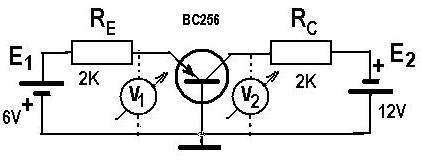 BC256
R_E
R_C
E_1
E_2
2K
2K
V_1
V_2
+
6V
+
12V